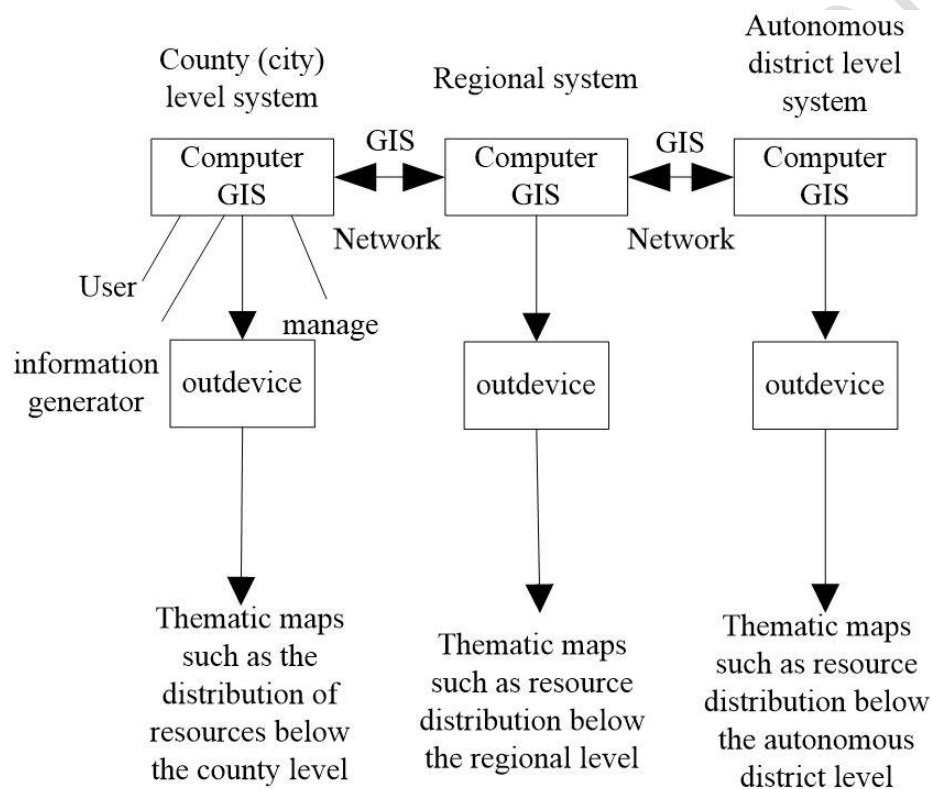 County (city)
level system
Regional system
Autonomous
district level
system
Computer
GIS
GIS
Network
Computer
GIS
GIS
Network
Computer
GIS
User
information
generator
manage
outdevice
outdevice
outdevice
Thematic maps
such as the
distribution of
resources below
the county level
Thematic maps
such as resource
distribution below
the regional level
Thematic maps
such as resource
distribution below
the autonomous
district level